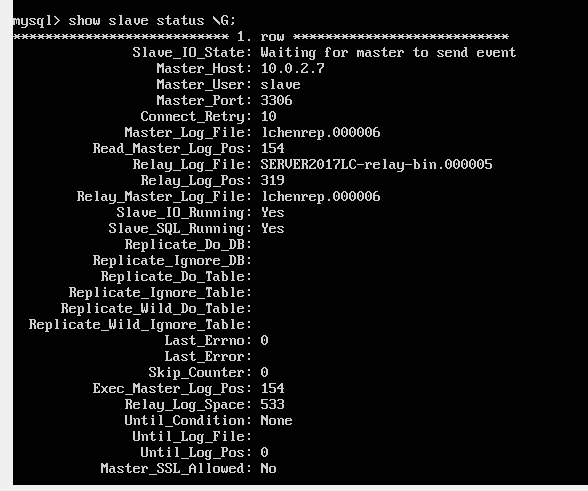 mysql> show slave status \G;
*************************** 1. row ***************************
Slave_IO_State: Waiting for master to send event
Master_Host: 10.0.2.7
Master_User: slave
Master_Port: 3306
Connect_Retry: 10
Master_Log_File: lchenrep.000006
Read_Master_Log_Pos: 154
Relay_Log_File: SERVER2017LC-relay-bin.000005
Relay_Log_Pos: 319
Relay_Master_Log_File: lchenrep.000006
Slave_IO_Running: Yes
Slave_SQL_Running: Yes
Replicate_Do_DB:
Replicate_Ignore_DB:
Replicate_Do_Table:
Replicate_Ignore_Table:
Replicate_Wild_Do_Table:
Replicate_Wild_Ignore_Table:
Last_Errno: 0
Last_Error:
Skip_Counter: 0
Exec_Master_Log_Pos: 154
Relay_Log_Space: 533
Until_Condition: None
Until_Log_File:
Until_Log_Pos: 0
Master_SSL_Allowed: No